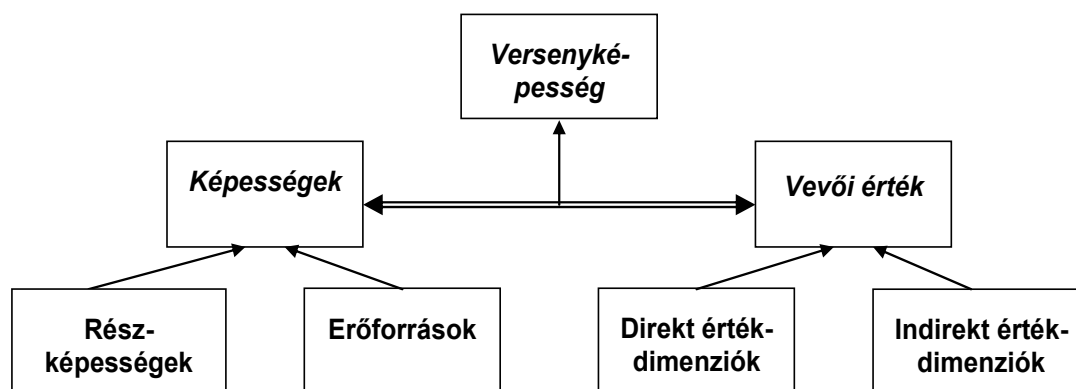 Versenyké-
pesség
Képességek
Vevői érték
Rész-
képességek
Erőforrások
Direkt érték-
dimenziók
Indirekt érték-
dimenziók